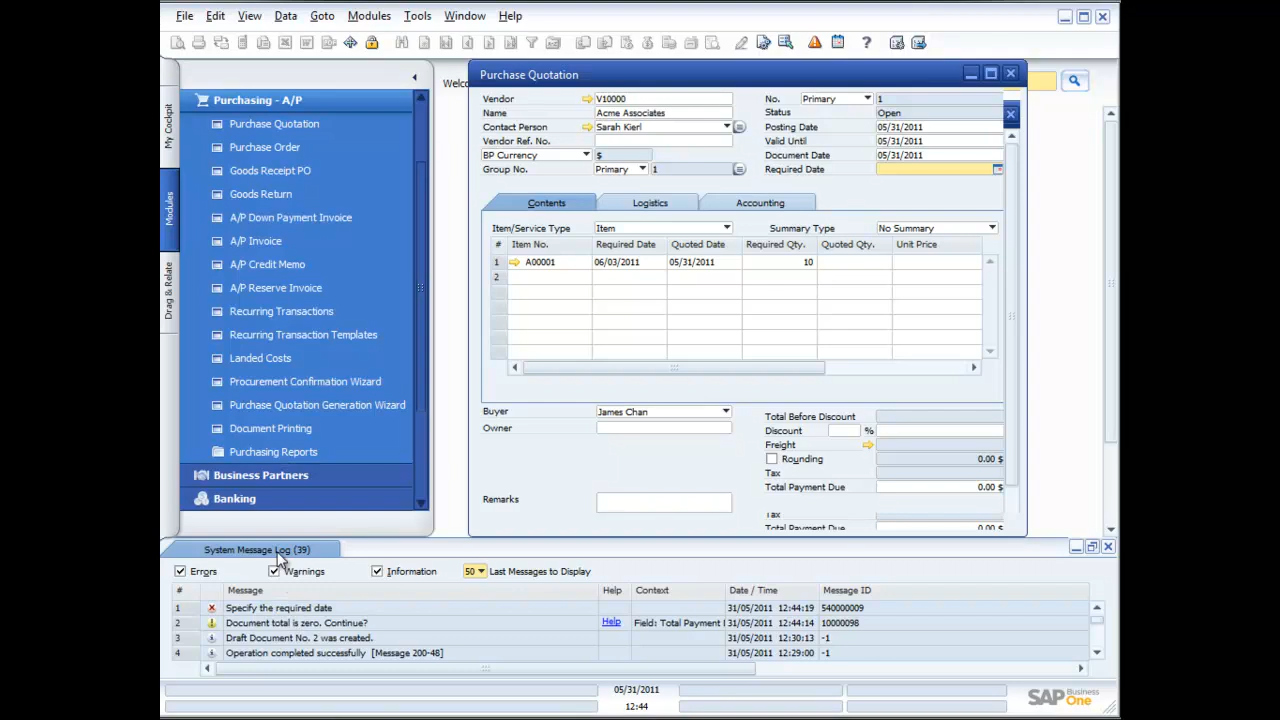 File Edit View Data Goto Modules Tools Window Help
Welco
My Cockpit
Modules
Drag & Relate
Purchasing - A/P
Purchase Quotation
Purchase Order
Goods Receipt PO
Goods Return
A/P Down Payment Invoice
A/P Invoice
A/P Credit Memo
A/P Reserve Invoice
Recurring Transactions
Recurring Transaction Templates
Landed Costs
Procurement Confirmation Wizard
Purchase Quotation Generation Wizard
Document Printing
Purchasing Reports
Business Partners
Banking
Purchase Quotation
Vendor V10000 No. Primary 1
Name Acme Associates Status Open
Contact Person Sarah Kierl Posting Date 05/31/2011
Vendor Ref. No. Valid Until 05/31/2011
BP Currency $ Document Date 05/31/2011
Group No. Primary 1 Required Date
Contents Logistics Accounting
Item/Service Type Item Summary Type No Summary
# Item No. Required Date Quoted Date Required Qty. Quoted Qty. Unit Price
1 A00001 06/03/2011 05/31/2011 10
2
Buyer James Chan Total Before Discount
Owner Discount %
Freight
Rounding 0.00 $
Tax
Total Payment Due 0.00 $
Remarks
Tax
Total Payment Due 0.00 $
System Message Log (39)
Errors Warnings Information 50 Last Messages to Display
# Message Help Context Date / Time Message ID
1 Specify the required date 31/05/2011 12:44:19 540000009
2 Document total is zero. Continue? Help Field: Total Payment 31/05/2011 12:44:14 10000098
3 Draft Document No. 2 was created. 31/05/2011 12:30:13 -1
4 Operation completed successfully [Message 200-48] 31/05/2011 12:29:00 -1
05/31/2011
12:44
SAP Business One